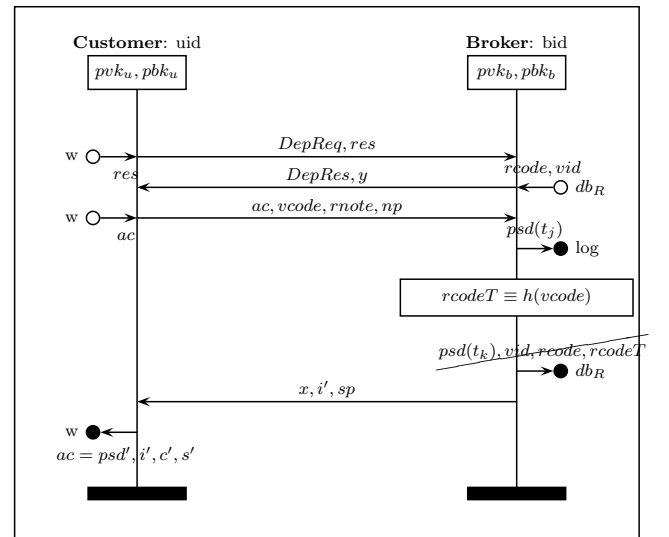 Customer: uid
Broker: bid
pvk_u, pbk_u
pvk_b, pbk_b
DepReq, res
w
res
rcode, vid
DepRes, y
db_R
ac, vcode, rnote, np
w
ac
psd(t_j)
log
rcodeT ≡ h(vcode)
psd(t_k), vid, rcode, rcodeT
db_R
x, i′, sp
w
ac = psd′, i′, c′, s′